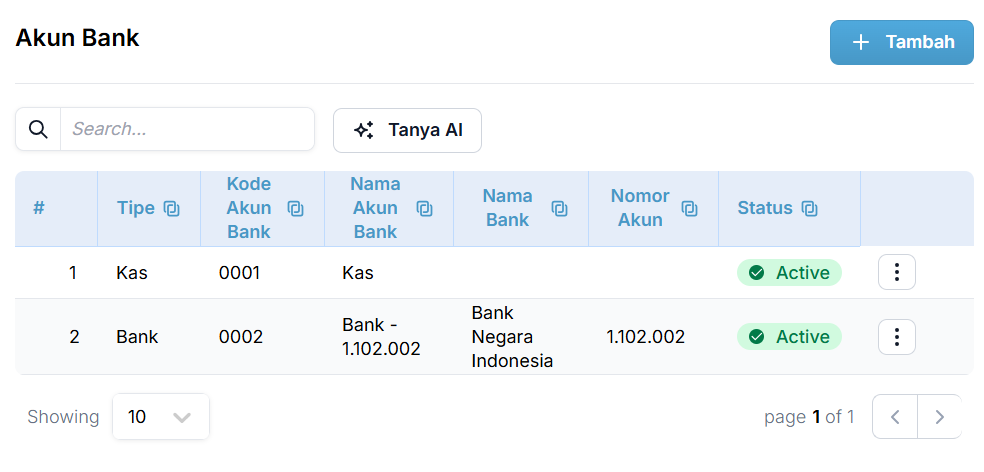 Akun Bank
Tambah
Search...
Tanya AI
# Tipe Kode Akun Bank Nama Akun Bank Nama Bank Nomor Akun Status
1 Kas 0001 Kas Active
2 Bank 0002 Bank - 1.102.002 Bank Negara Indonesia 1.102.002 Active
Showing 10 page 1 of 1